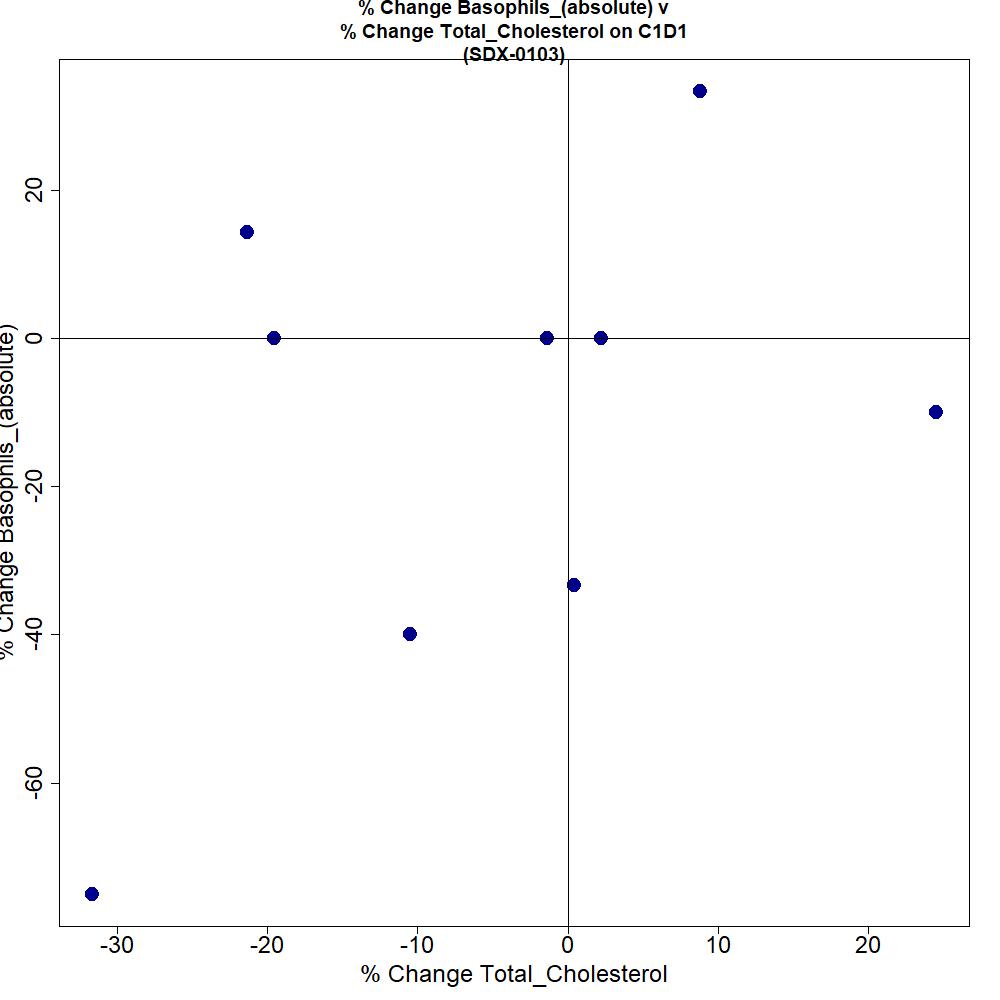 % Change Basophils_(absolute) v
% Change Total_Cholesterol on C1D1
(SDX-0103)
% Change Basophils_(absolute)
20
0
-20
-40
-60
-30
-20
-10
0
10
20
% Change Total_Cholesterol